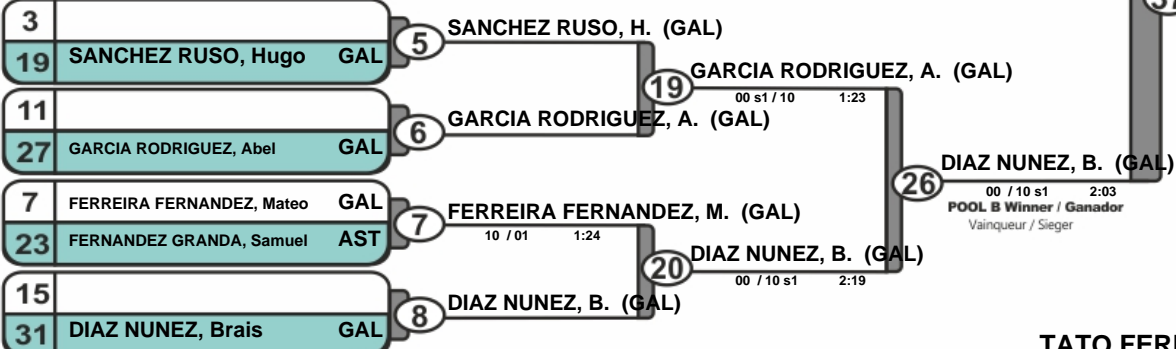 3
19 SANCHEZ RUSO, Hugo GAL
5
SANCHEZ RUSO, H. (GAL)
11
27 GARCIA RODRIGUEZ, Abel GAL
6
GARCIA RODRIGUEZ, A. (GAL)
19
GARCIA RODRIGUEZ, A. (GAL)
00 s1 / 10 1:23
7 FERREIRA FERNANDEZ, Mateo GAL
23 FERNANDEZ GRANDA, Samuel AST
7
FERREIRA FERNANDEZ, M. (GAL)
10 / 01 1:24
15
31 DIAZ NUNEZ, Brais GAL
8
DIAZ NUNEZ, B. (GAL)
20
DIAZ NUNEZ, B. (GAL)
00 / 10 s1 2:19
26
DIAZ NUNEZ, B. (GAL)
00 / 10 s1 2:03
POOL B Winner / Ganador
Vainqueur / Sieger
TATO